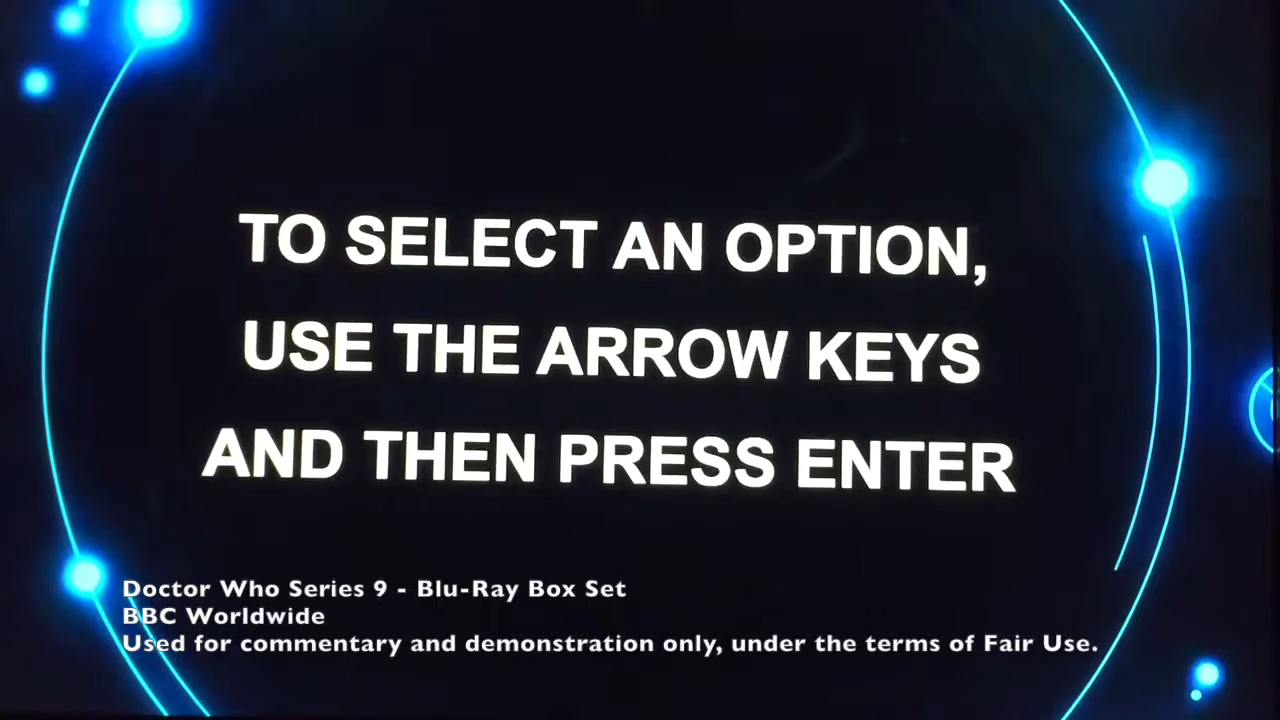 TO SELECT AN OPTION,
USE THE ARROW KEYS
AND THEN PRESS ENTER
Doctor Who Series 9 - Blu-Ray Box Set
BBC Worldwide
Used for commentary and demonstration only, under the terms of Fair Use.